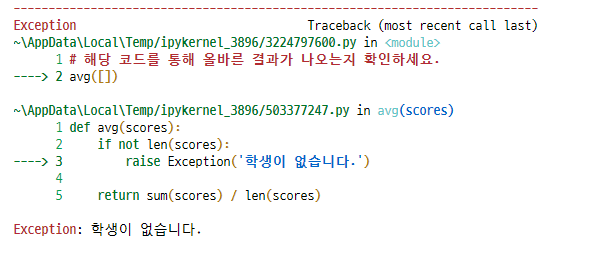 ---------------------------------------------------------------------------
Exception                                 Traceback (most recent call last)
~\AppData\Local\Temp/ipykernel_3896/3224797600.py in <module>
      1 # 해당 코드를 통해 올바른 결과가 나오는지 확인하세요.
----> 2 avg([])

~\AppData\Local\Temp/ipykernel_3896/503377247.py in avg(scores)
      1 def avg(scores):
      2     if not len(scores):
----> 3         raise Exception('학생이 없습니다.')
      4
      5     return sum(scores) / len(scores)

Exception: 학생이 없습니다.